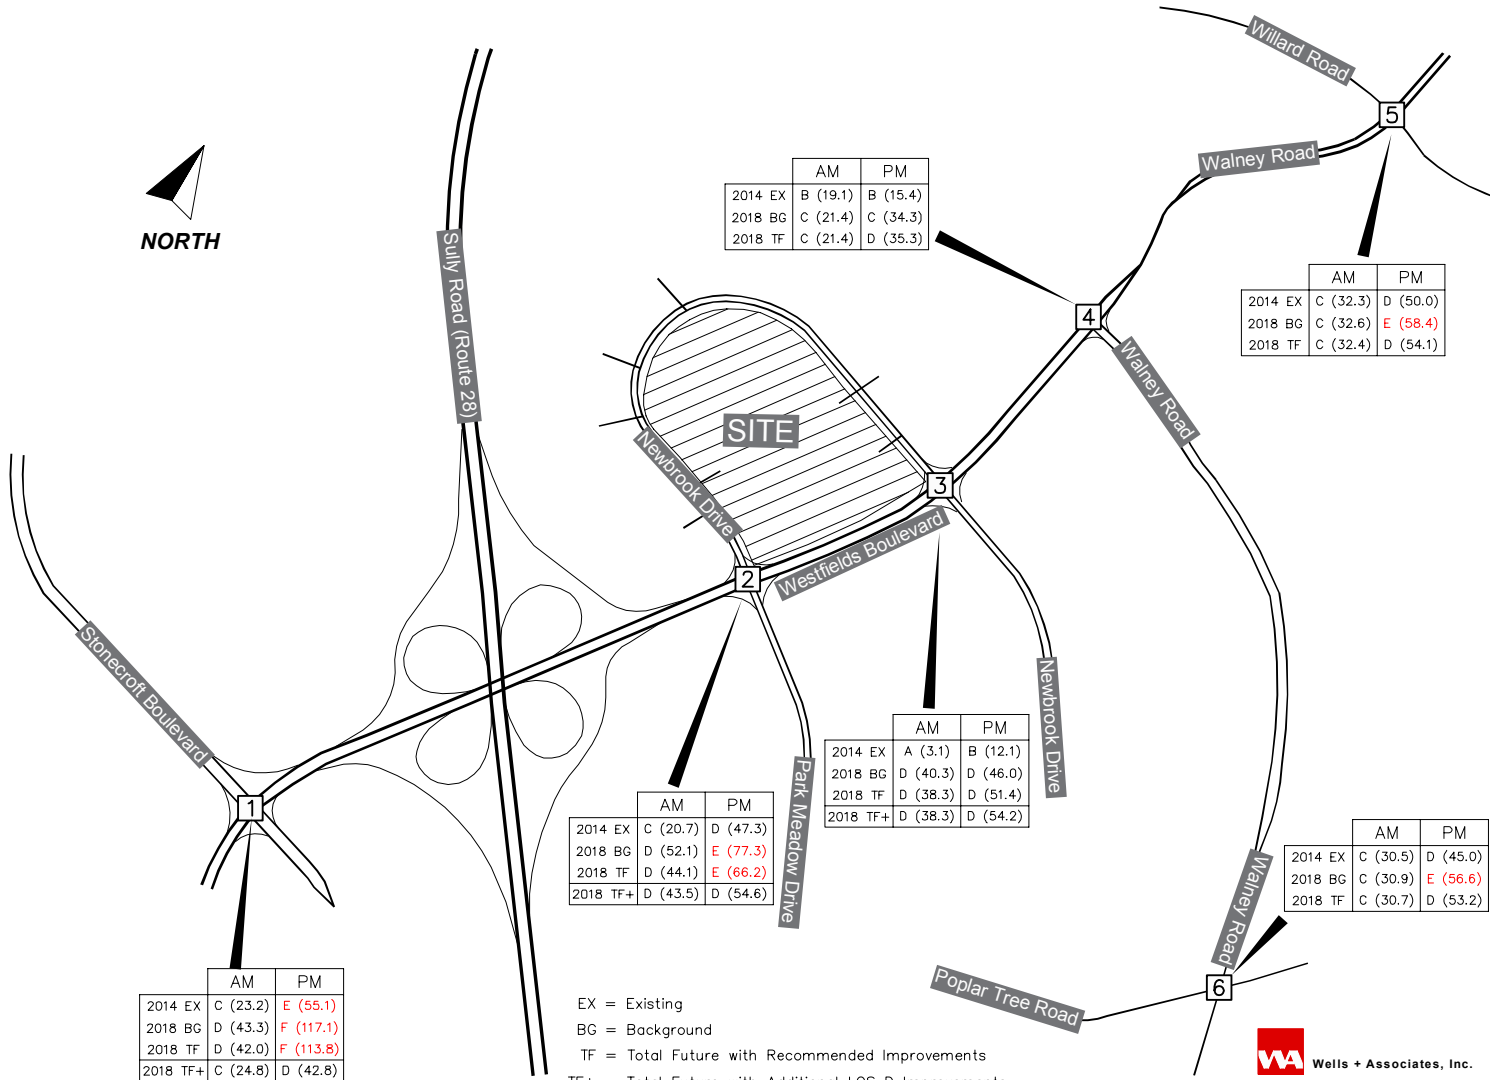 Willard Road
5
Walney Road
AM PM
2014 EX B (19.1) B (15.4)
2018 BG C (21.4) C (34.3)
2018 TF C (21.4) D (35.3)
NORTH
Sully Road (Route 28)
AM PM
2014 EX C (32.3) D (50.0)
2018 BG C (32.6) E (58.4)
2018 TF C (32.4) D (54.1)
4
Walney Road
SITE
Newbrook Drive
3
Westfields Boulevard
2
Stonecroft Boulevard
Newbrook Drive
AM PM
2014 EX A (3.1) B (12.1)
2018 BG D (40.3) D (46.0)
2018 TF D (38.3) D (51.4)
2018 TF+ D (38.3) D (54.2)
Park Meadow Drive
1
AM PM
2014 EX C (20.7) D (47.3)
2018 BG D (52.1) E (77.3)
2018 TF D (44.1) E (66.2)
2018 TF+ D (43.5) D (54.6)
AM PM
2014 EX C (30.5) D (45.0)
2018 BG C (30.9) E (56.6)
2018 TF C (30.7) D (53.2)
Walney Road
6
Poplar Tree Road
AM PM
2014 EX C (23.2) E (55.1)
2018 BG D (43.3) F (117.1)
2018 TF D (42.0) F (113.8)
2018 TF+ C (24.8) D (42.8)
EX = Existing
BG = Background
TF = Total Future with Recommended Improvements
TF+ = Total Future with Additional LOS D Improvements
WA Wells + Associates, Inc.